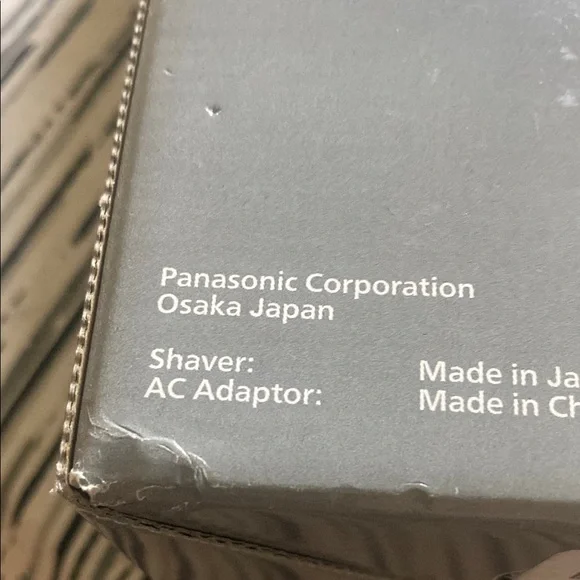 Panasonic Corporation
Osaka Japan
Shaver: Made in Ja
AC Adaptor: Made in Ch